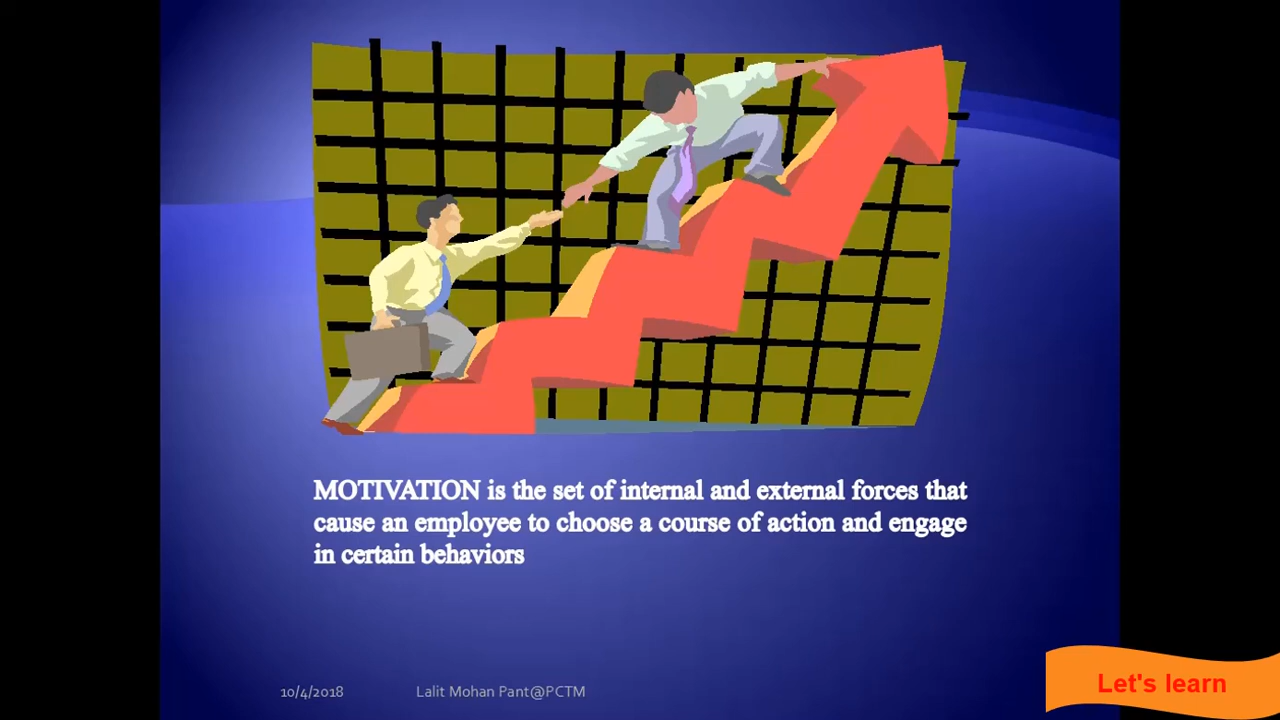 MOTIVATION is the set of internal and external forces that
cause an employee to choose a course of action and engage
in certain behaviors
10/4/2018 Lalit Mohan Pant@PCTM
Let's learn